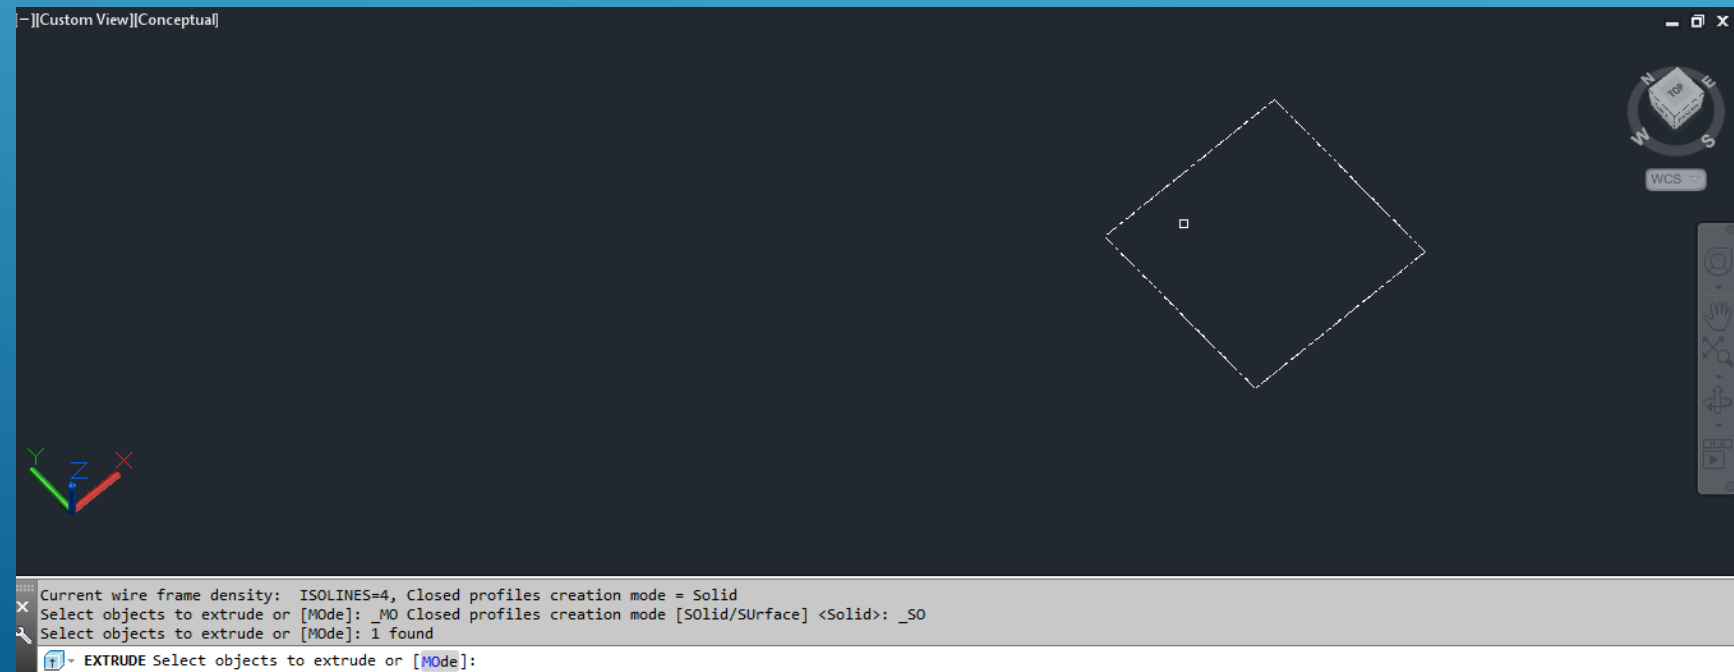 [−][Custom View][Conceptual]
N
E
TOP
W
S
WCS
Y
Z
X
Current wire frame density:  ISOLINES=4, Closed profiles creation mode = Solid
Select objects to extrude or [MOde]: _MO Closed profiles creation mode [SOlid/SUrface] <Solid>: _SO
Select objects to extrude or [MOde]: 1 found
EXTRUDE Select objects to extrude or [MOde]: